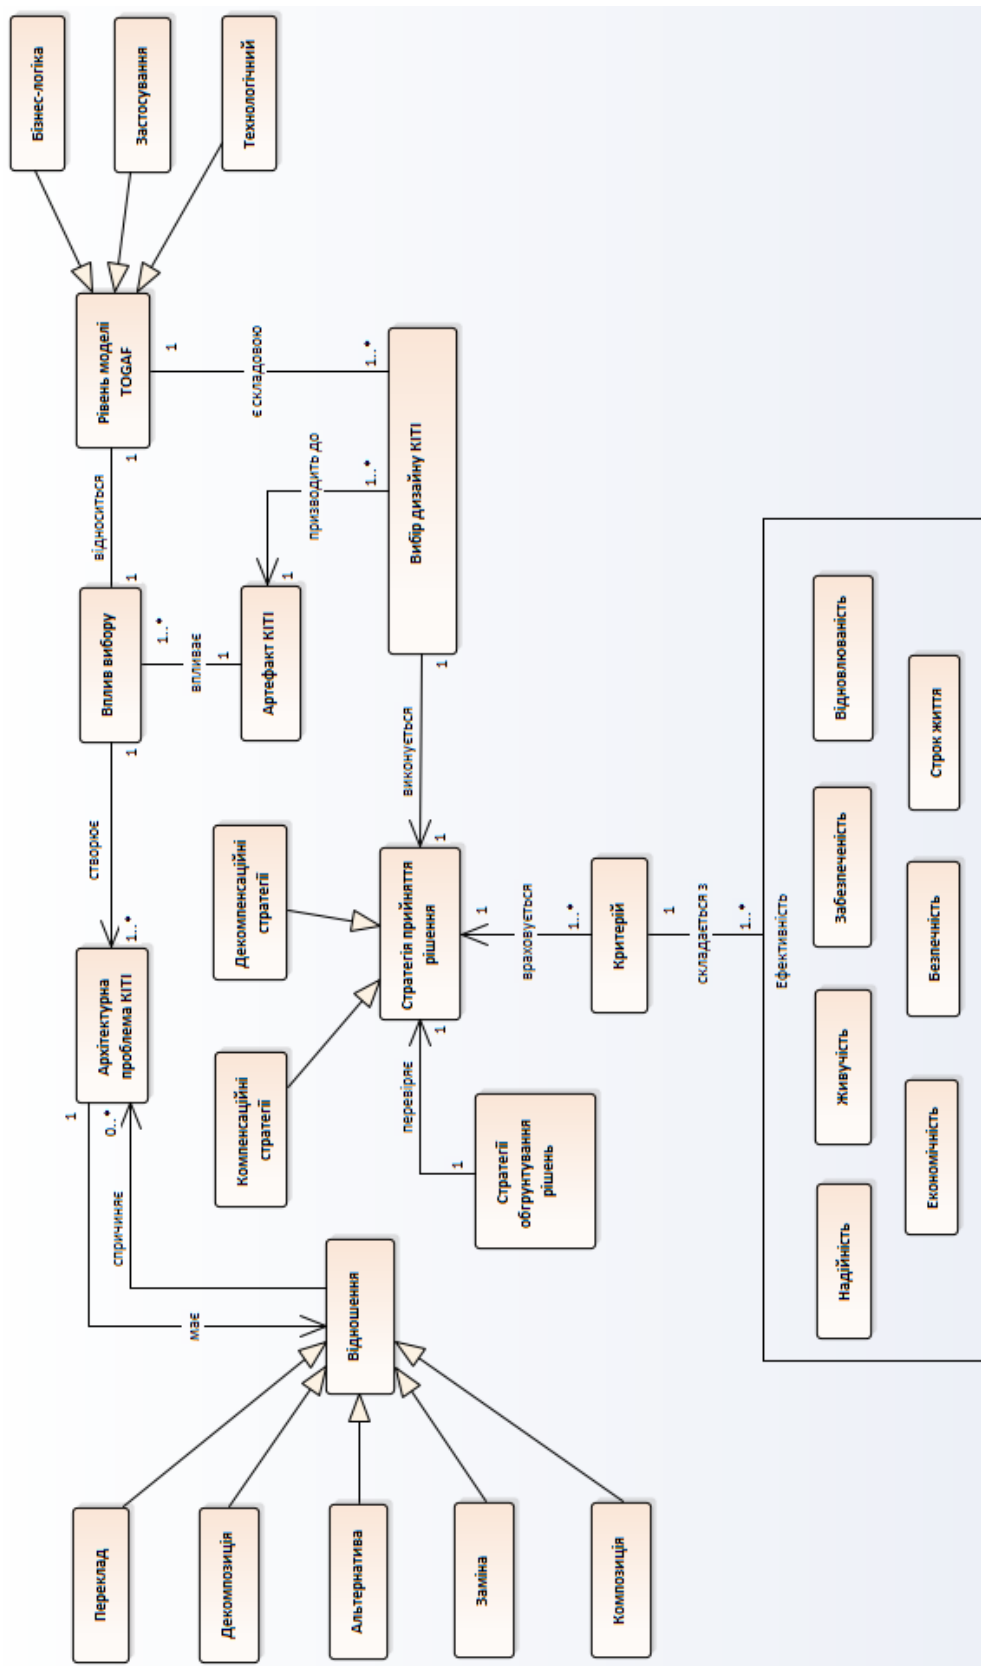 Переклад
Декомпозиція
Альтернатива
Заміна
Композиція
має
спричиняє
Відношення
1
0..*
Архітектурна
проблема КІТІ
1..*
створює
1
Вплив вибору
1
відноситься
1
Рівень моделі
TOGAF
Бізнес-логіка
Застосування
Технологічний
1..*
впливає
1
Артефакт КІТІ
1
призводить до
1..*
1
є складовою
1..*
Вибір дизайну КІТІ
1
виконується
1
Компенсаційні
стратегії
Декомпенсаційні
стратегії
Стратегія прийняття
рішення
1
перевіряє
1
Стратегії
обгрунтування
рішень
1
враховується
1..*
Критерій
1
складається з
1..*
Ефективність
Надійність
Живучість
Забезпеченість
Відновлюваність
Економічність
Безпечність
Строк життя